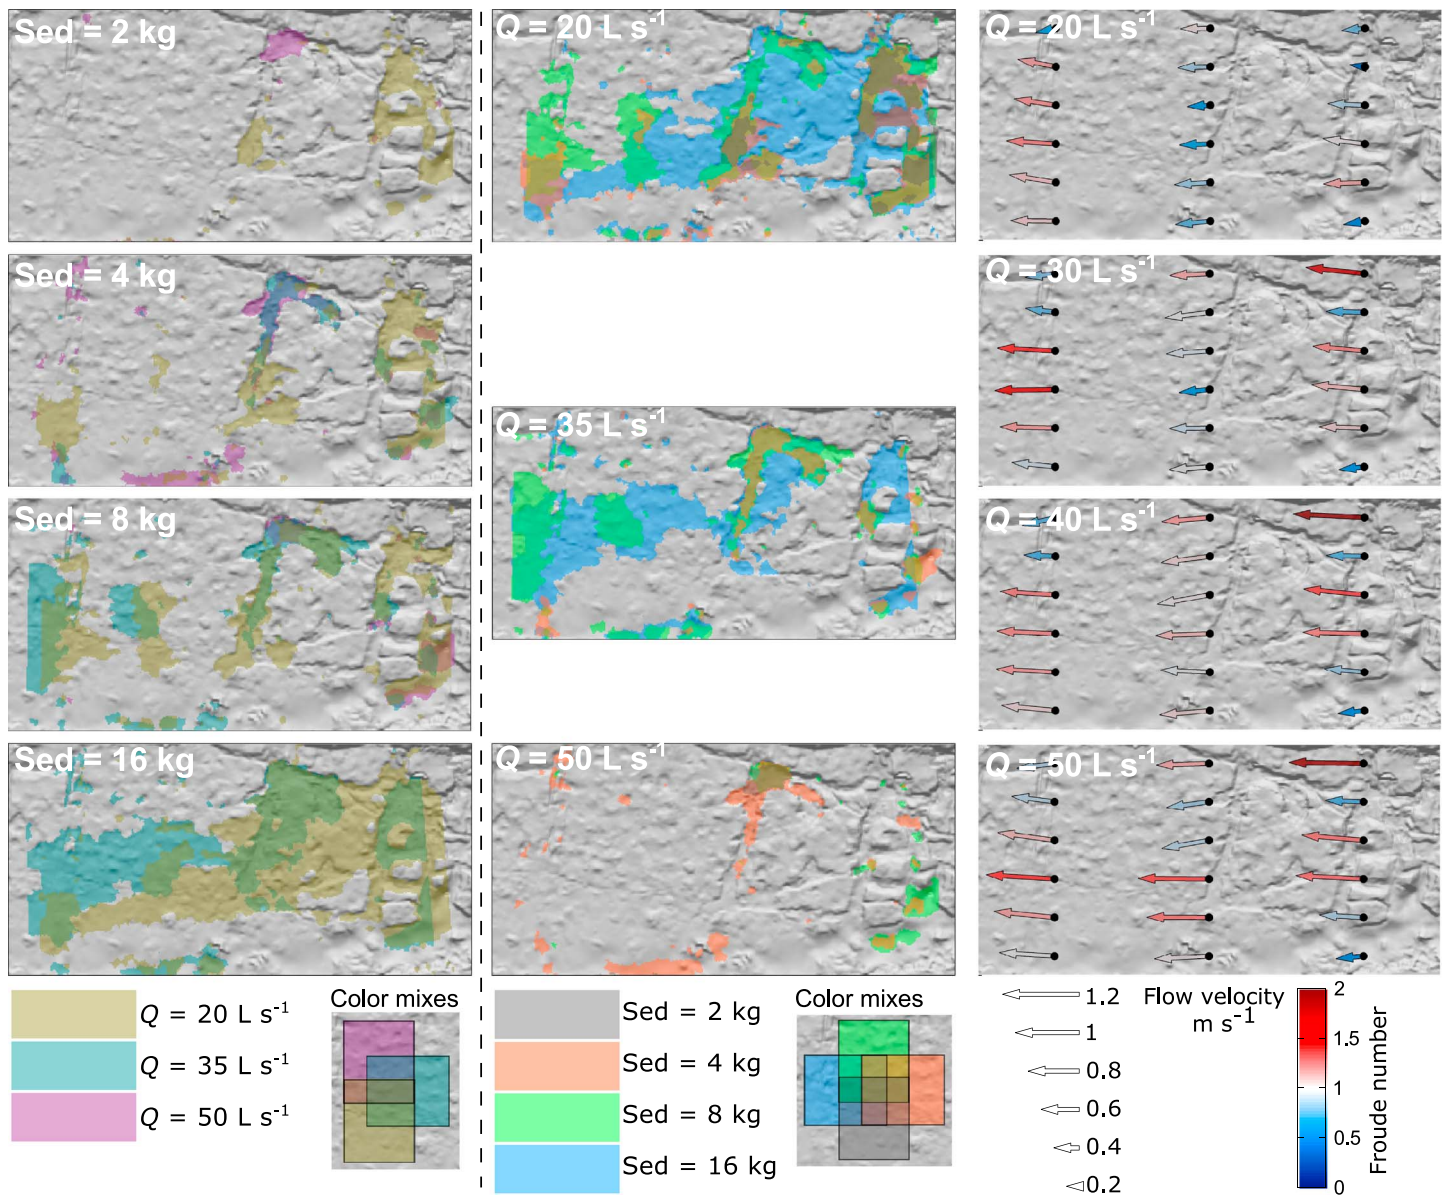 Sed = 2 kg
Sed = 4 kg
Sed = 8 kg
Sed = 16 kg
Q = 20 L s⁻¹
Q = 35 L s⁻¹
Q = 50 L s⁻¹
Color mixes
Q = 20 L s⁻¹
Q = 35 L s⁻¹
Q = 50 L s⁻¹
Sed = 2 kg
Sed = 4 kg
Sed = 8 kg
Sed = 16 kg
Color mixes
Q = 20 L s⁻¹
Q = 30 L s⁻¹
Q = 40 L s⁻¹
Q = 50 L s⁻¹
1.2
1
0.8
0.6
0.4
0.2
Flow velocity
m s⁻¹
Froude number
2
1.5
1
0.5
0